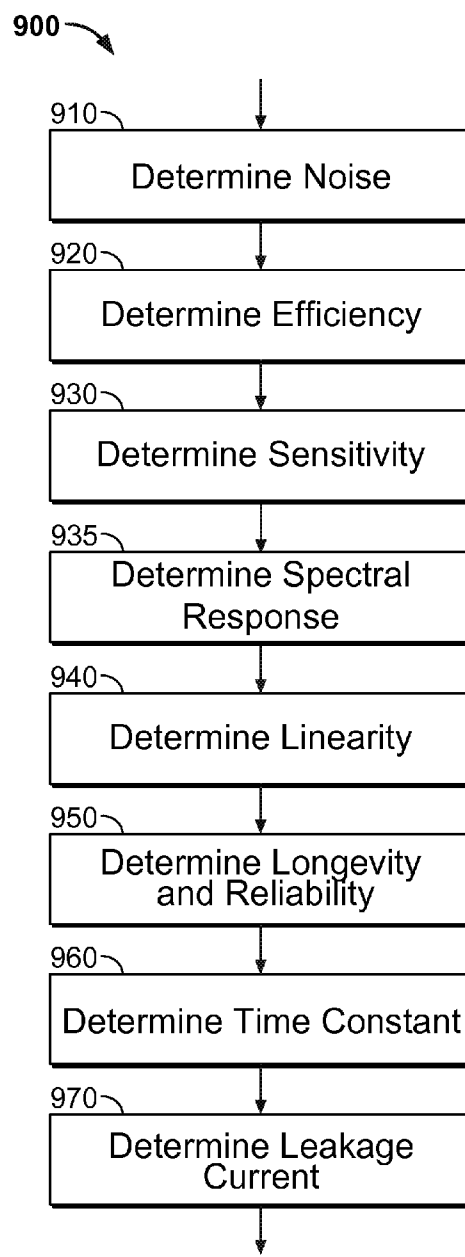 900
910
Determine Noise
920
Determine Efficiency
930
Determine Sensitivity
935
Determine Spectral
Response
940
Determine Linearity
950
Determine Longevity
and Reliability
960
Determine Time Constant
970
Determine Leakage
Current